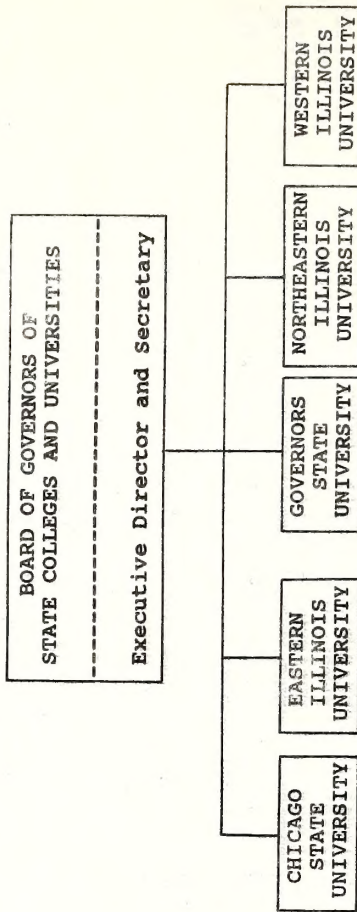 BOARD OF GOVERNORS OF
STATE COLLEGES AND UNIVERSITIES
Executive Director and Secretary
CHICAGO
STATE
UNIVERSITY
EASTERN
ILLINOIS
UNIVERSITY
GOVERNORS
STATE
UNIVERSITY
NORTHEASTERN
ILLINOIS
UNIVERSITY
WESTERN
ILLINOIS
UNIVERSITY